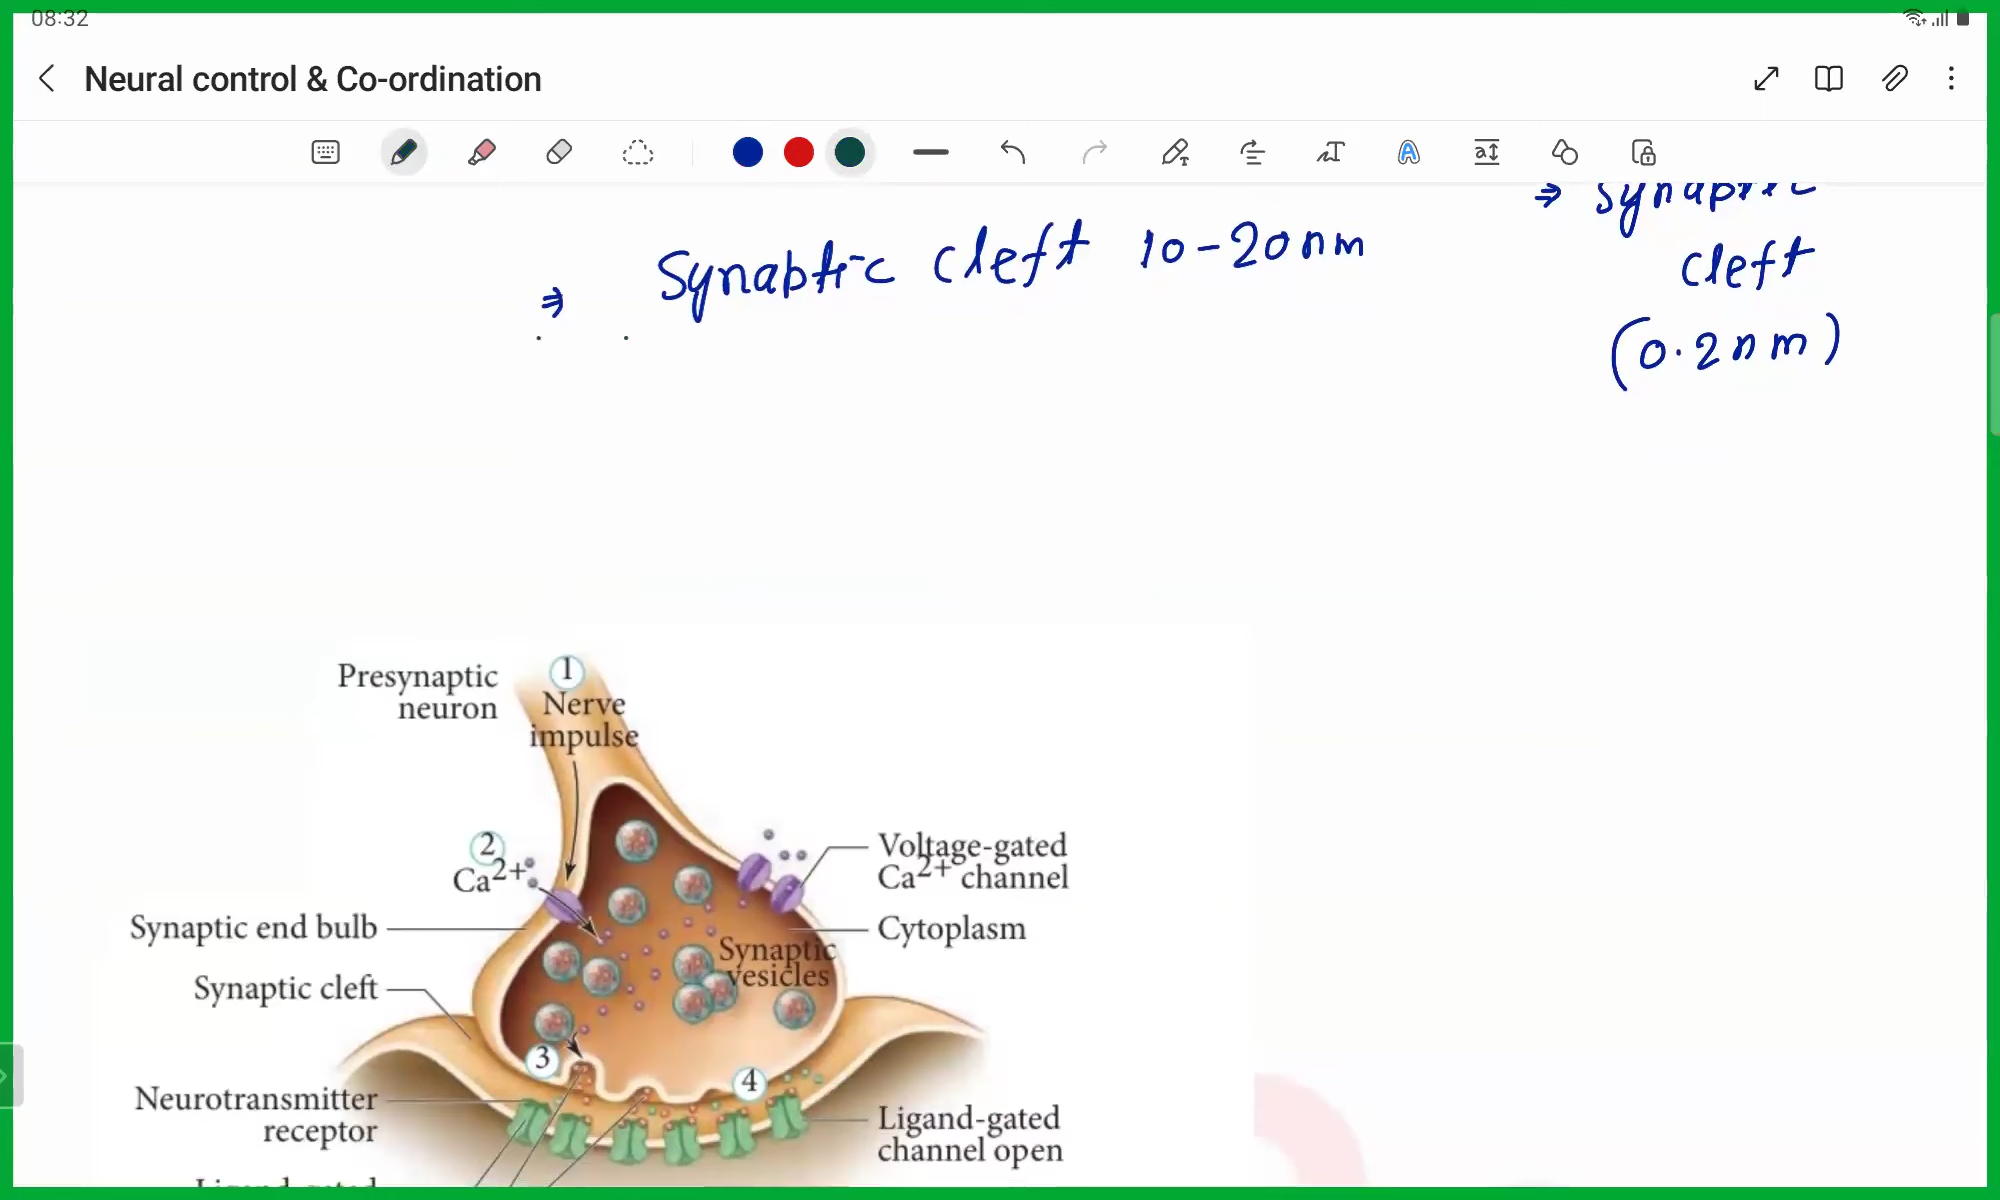 08:32
Neural control & Co-ordination
⇒ Synaptic
cleft
(0.2nm)
⇒ Synaptic cleft 10-20nm
Presynaptic
neuron
1
Nerve
impulse
2
Ca2+
Voltage-gated
Ca2+ channel
Synaptic end bulb
Cytoplasm
Synaptic
vesicles
Synaptic cleft
3
4
Neurotransmitter
receptor
Ligand-gated
channel open
Ligand-gated